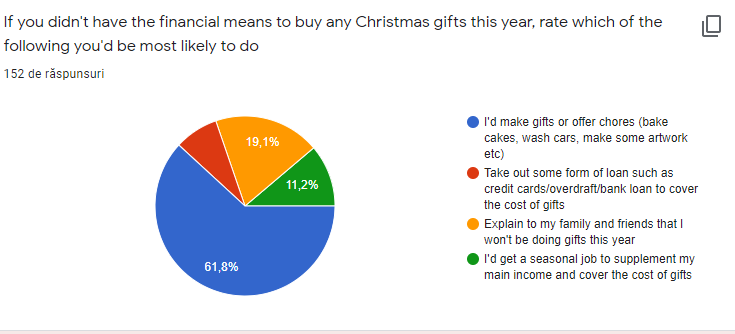 If you didn't have the financial means to buy any Christmas gifts this year, rate which of the
following you'd be most likely to do
152 de răspunsuri
19,1%
11,2%
61,8%
I'd make gifts or offer chores (bake
cakes, wash cars, make some artwork
etc)
Take out some form of loan such as
credit cards/overdraft/bank loan to cover
the cost of gifts
Explain to my family and friends that I
won't be doing gifts this year
I'd get a seasonal job to supplement my
main income and cover the cost of gifts